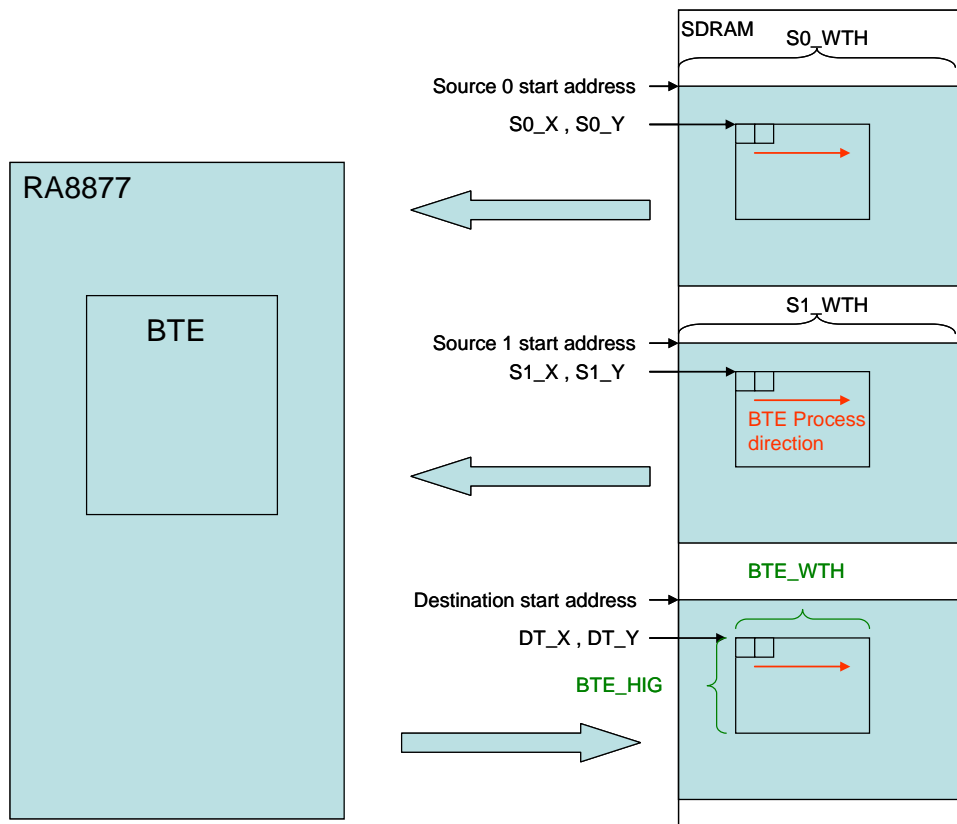 SDRAM
S0_WTH
Source 0 start address
S0_X , S0_Y
RA8877
BTE
S1_WTH
Source 1 start address
S1_X , S1_Y
BTE Process
direction
BTE_WTH
Destination start address
DT_X , DT_Y
BTE_HIG